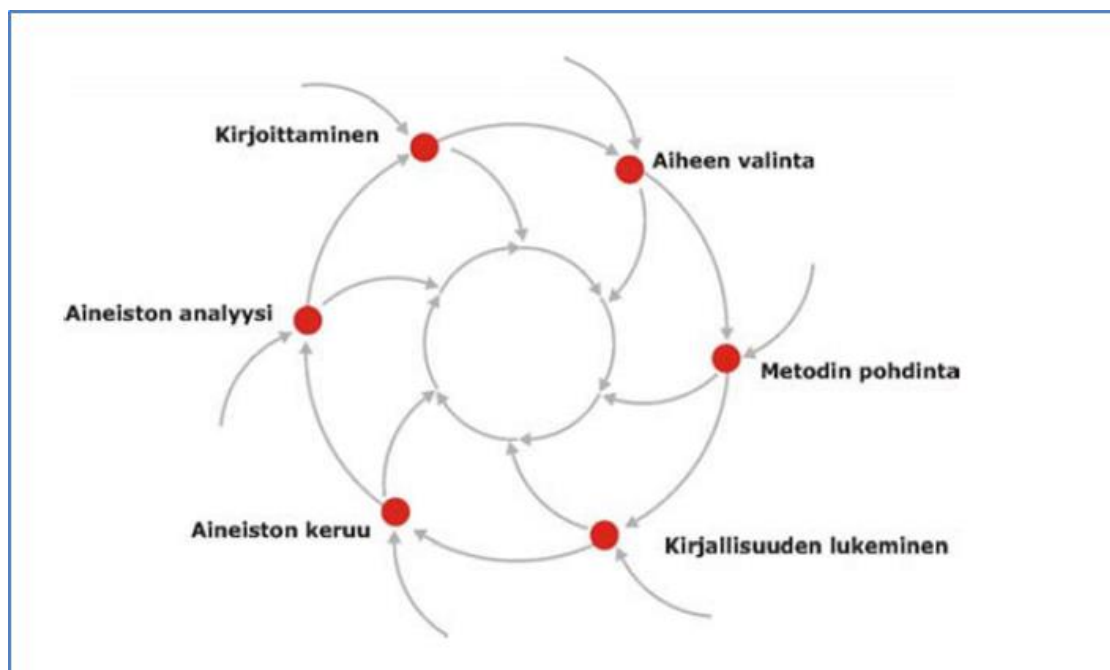 Kirjoittaminen
Aiheen valinta
Aineiston analyysi
Metodin pohdinta
Aineiston keruu
Kirjallisuuden lukeminen